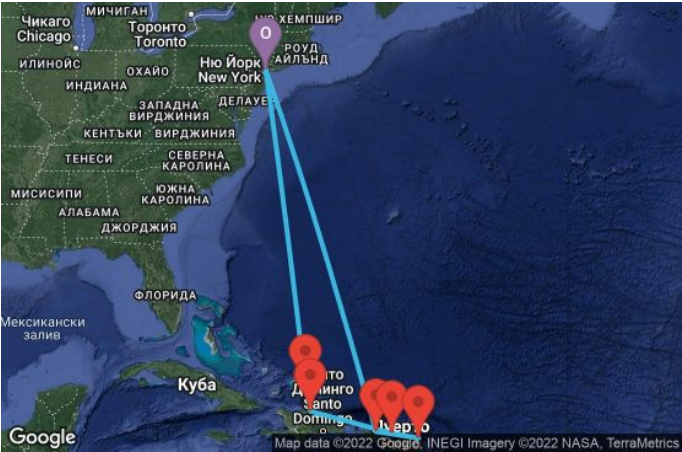 МИЧИГАН
Чикаго
Chicago
Торонто
Toronto
ХЕМПШИР
РОУД
АЙЛЪНД
ИЛИНОЙС
ОХАЙО
Ню Йорк
New York
ИНДИАНА
ДЕЛАУЕ
ЗАПАДНА
ВИРДЖИНИЯ
КЕНТЪКИ
ВИРДЖИНИЯ
ТЕНЕСИ
СЕВЕРНА
КАРОЛИНА
МИСИСИПИ
ЮЖНА
КАРОЛИНА
АЛАБАМА
ДЖОРДЖИЯ
ФЛОРИДА
Мексикански
залив
Куба
Santo
Domingo
Google
Map data ©2022 Google, INEGI Imagery ©2022 NASA, TerraMetrics
O